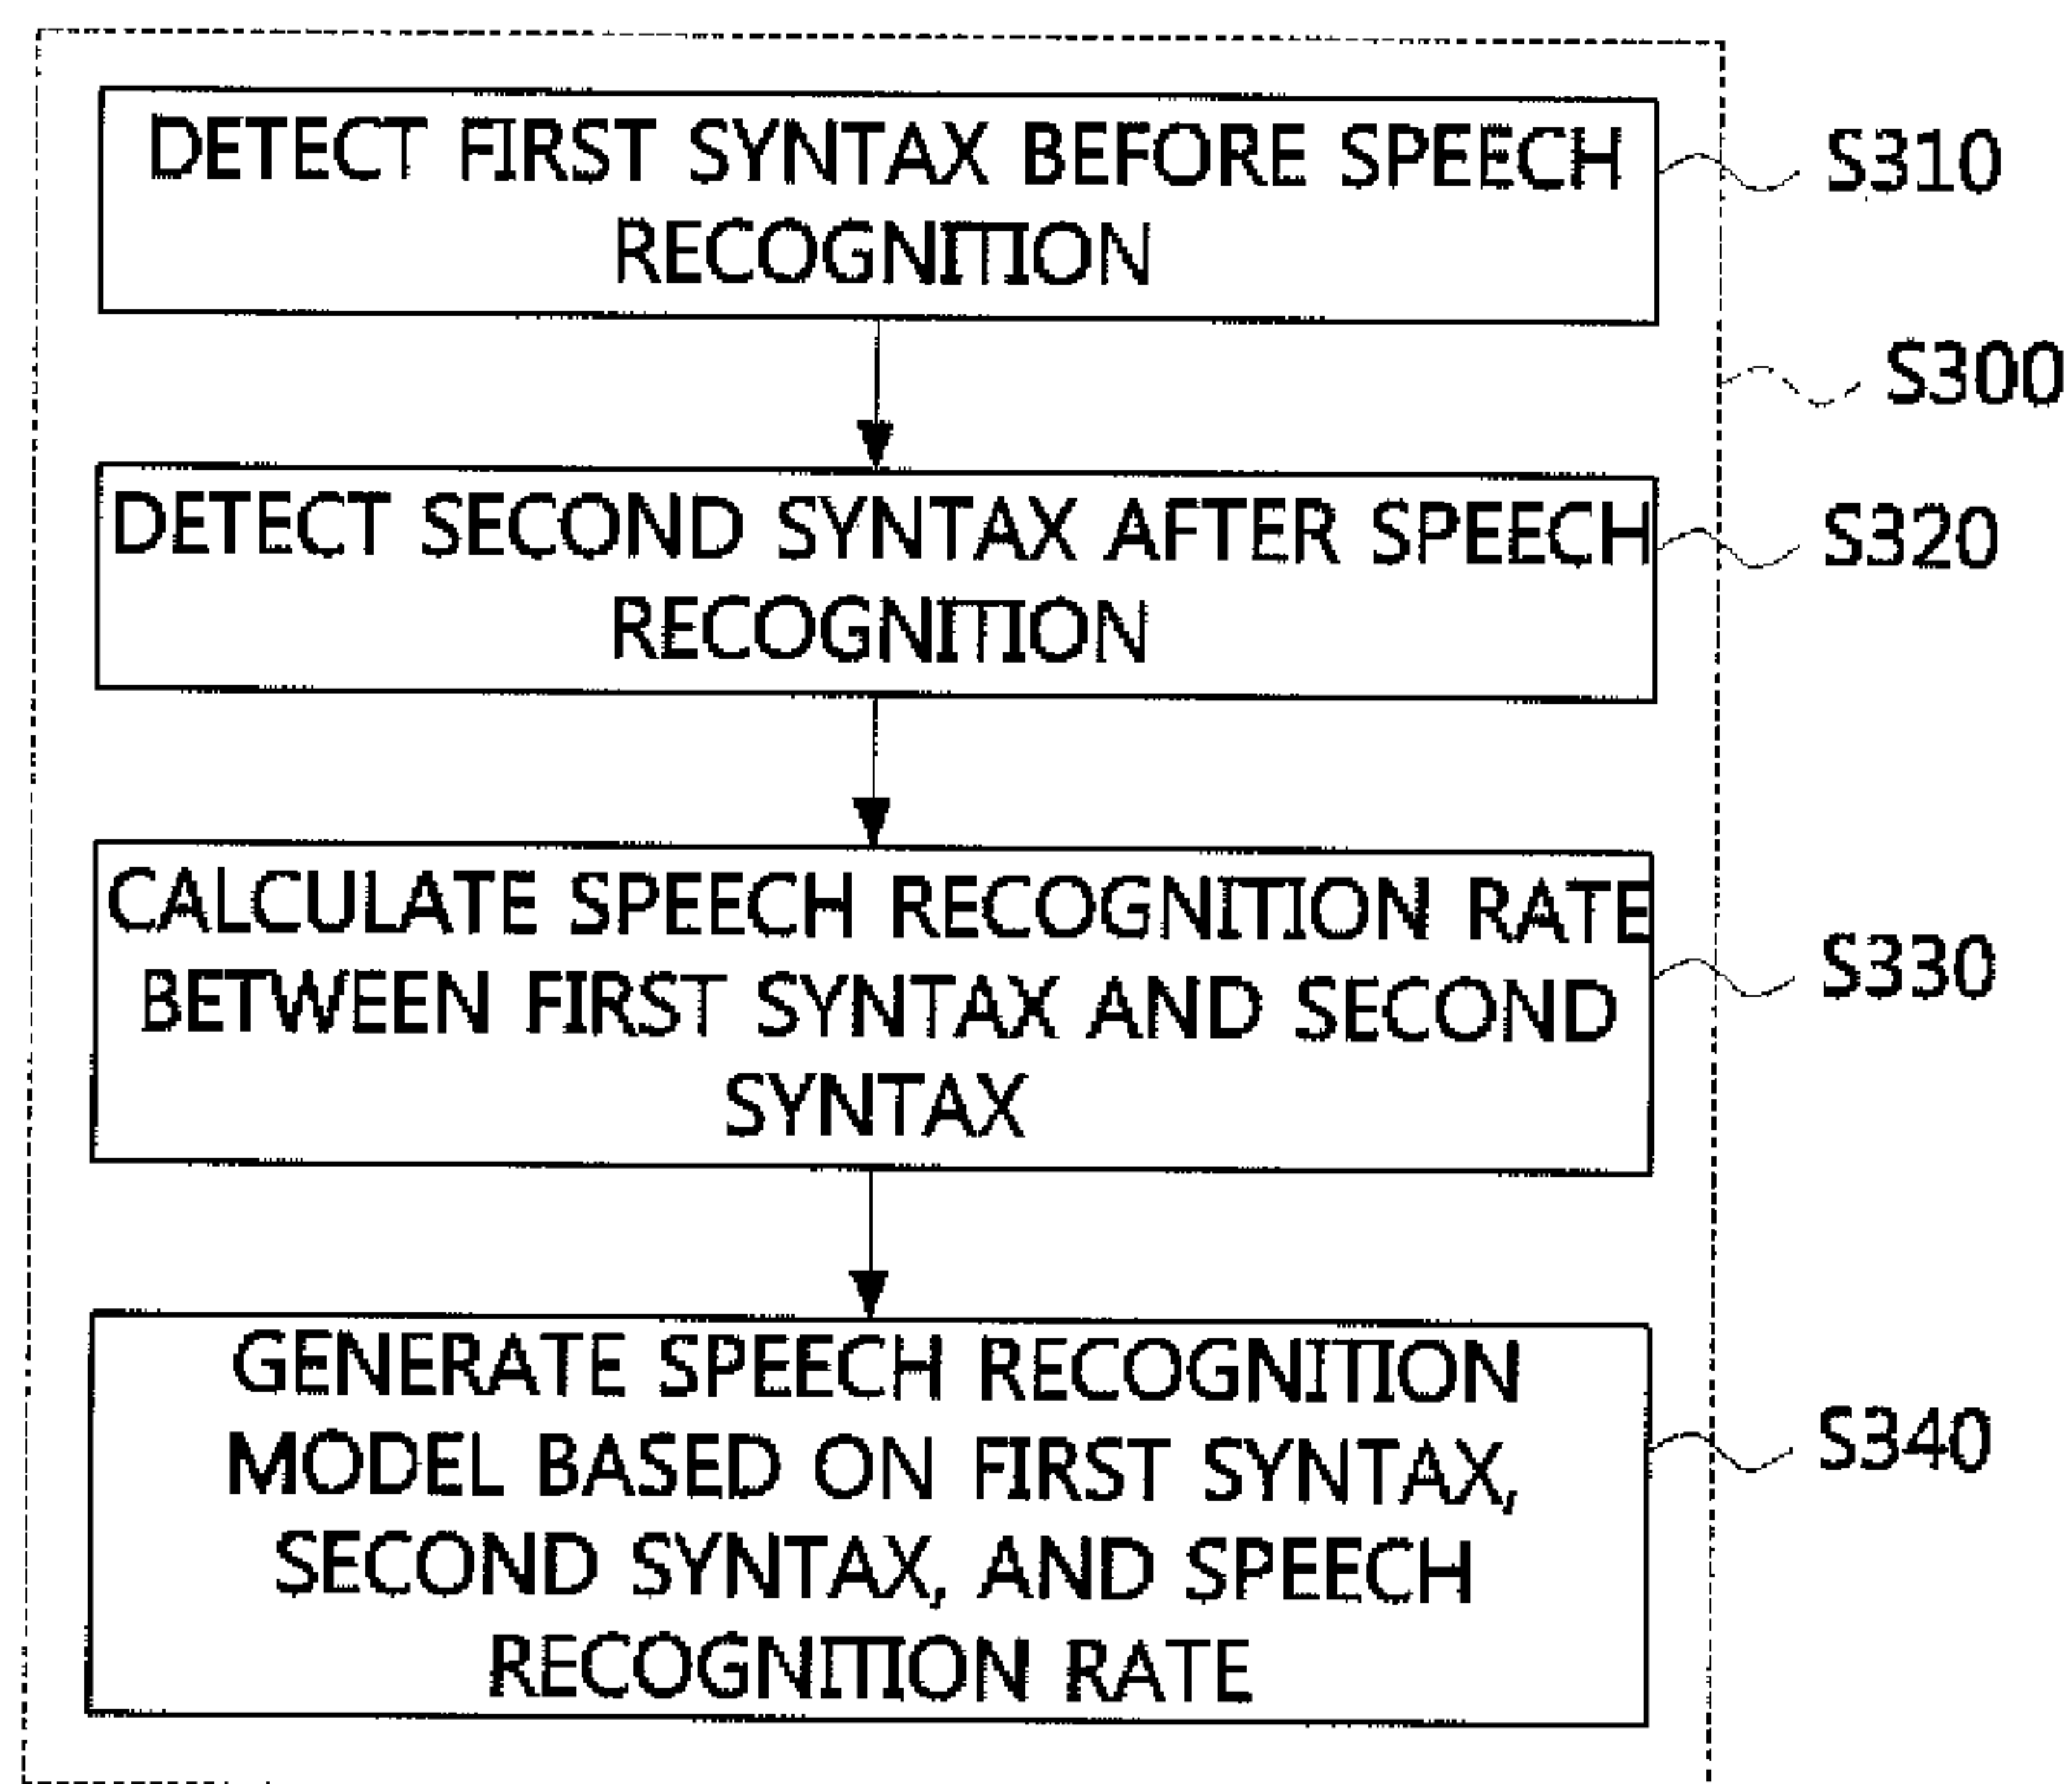 DETECT FIRST SYNTAX BEFORE SPEECH
RECOGNITION
S310
S300
DETECT SECOND SYNTAX AFTER SPEECH
RECOGNITION
S320
CALCULATE SPEECH RECOGNITION RATE
BETWEEN FIRST SYNTAX AND SECOND
SYNTAX
S330
GENERATE SPEECH RECOGNITION
MODEL BASED ON FIRST SYNTAX,
SECOND SYNTAX, AND SPEECH
RECOGNITION RATE
S340